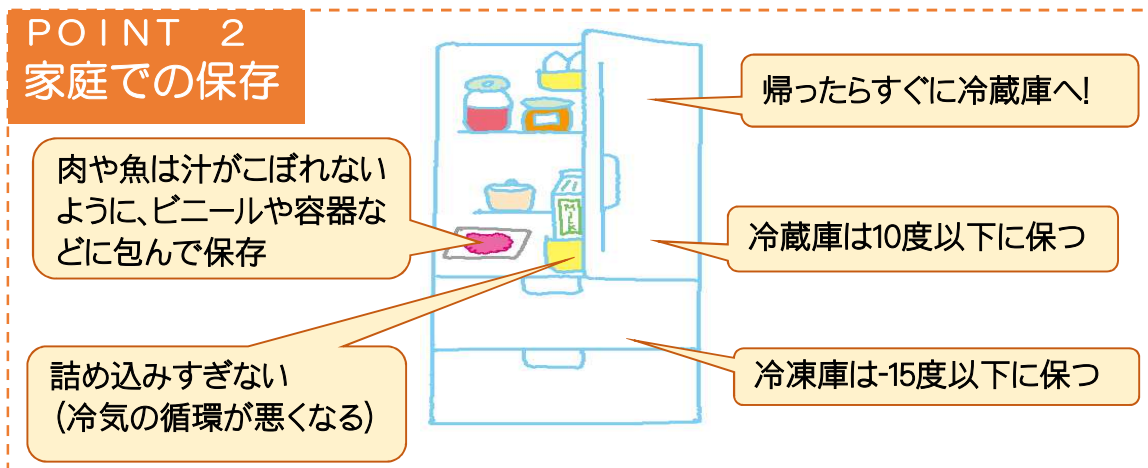 POINT 2
家庭での保存
帰ったらすぐに冷蔵庫へ!
肉や魚は汁がこぼれない
ように、ビニールや容器な
どに包んで保存
冷蔵庫は10度以下に保つ
詰め込みすぎない
(冷気の循環が悪くなる)
冷凍庫は-15度以下に保つ
MILK